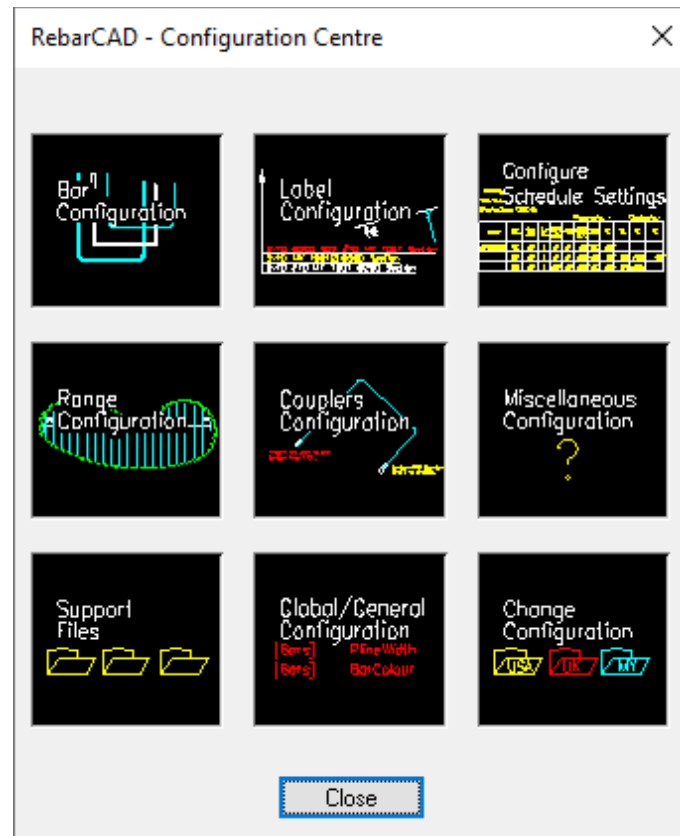 RebarCAD - Configuration Centre
Bar
Configuration
Label
Configuration
Configure
Schedule Settings
Range
Configuration
Couplers
Configuration
Miscellaneous
Configuration
?
Support
Files
Global/General
Configuration
[Bars] PlineWidth
[Bars] BarColour
Change
Configuration
USA UK MY
Close